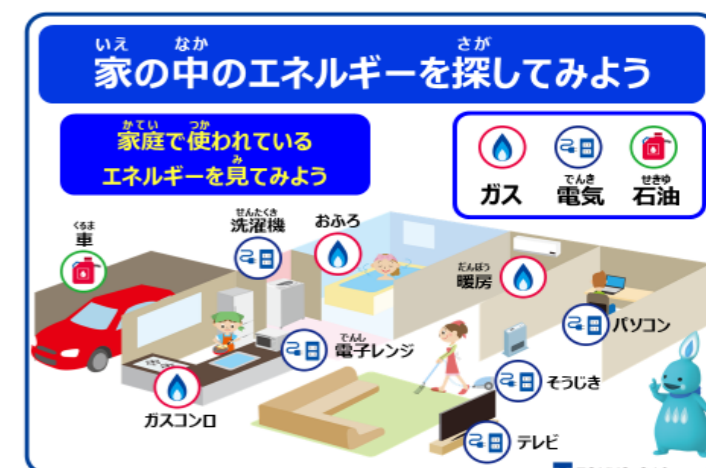 いえ なか さが
家の中のエネルギーを探してみよう
かてい つか
家庭で使われている
み
エネルギーを見てみよう
ガス
でんき
電気
せきゆ
石油
くるま
車
せんたくき
洗濯機
おふろ
だんぼう
暖房
パソコン
でんし
電子レンジ
そうじき
ガスコンロ
テレビ